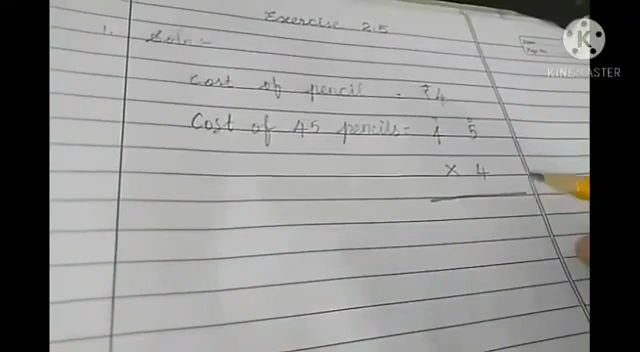 Exercise 2.5
1. Soln:-
Cost of pencil - ₹4
Cost of 45 pencils = 4 5
× 4
KINEMASTER